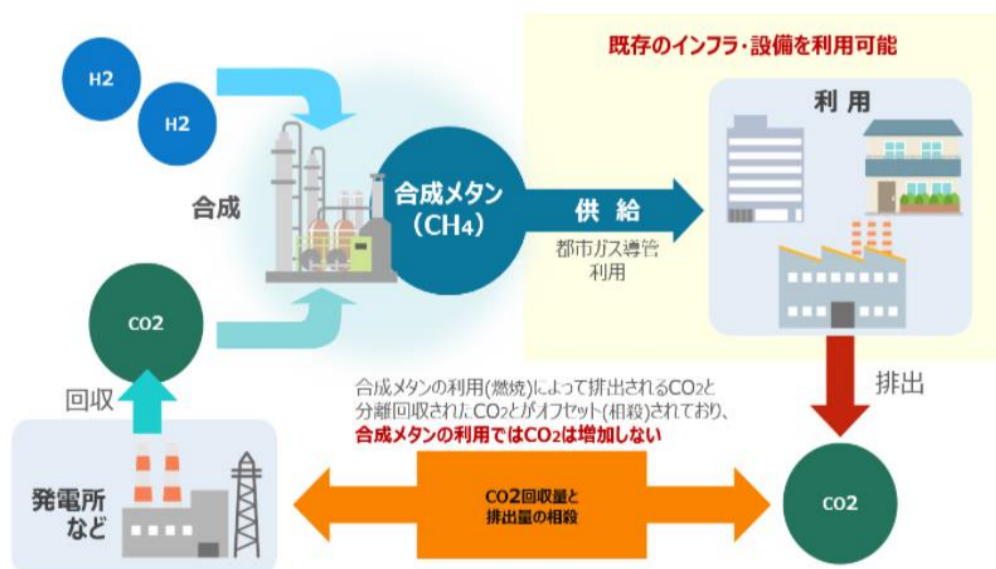 既存のインフラ・設備を利用可能
H2
H2
合成
合成メタン
(CH4)
供 給
都市ガス導管
利用
利 用
CO2
回収
発電所
など
合成メタンの利用(燃焼)によって排出されるCO2と
分離回収されたCO2とがオフセット(相殺)されており、
合成メタンの利用ではCO2は増加しない
排出
CO2回収量と
排出量の相殺
CO2